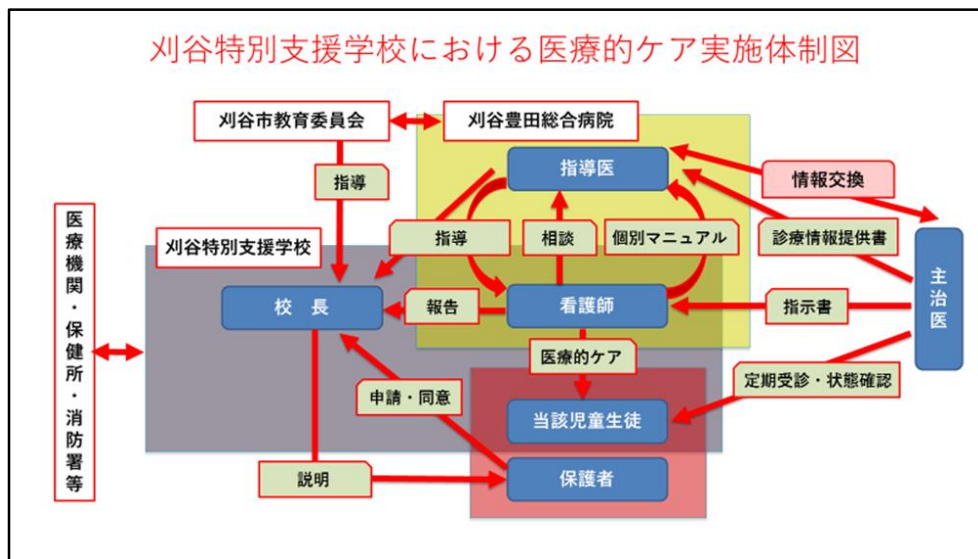 刈谷特別支援学校における医療的ケア実施体制図
刈谷市教育委員会
刈谷豊田総合病院
指導医
情報交換
指導
医療機関・保健所・消防署等
刈谷特別支援学校
指導
相談
個別マニュアル
診療情報提供書
主治医
校　長
報告
看護師
指示書
医療的ケア
定期受診・状態確認
申請・同意
当該児童生徒
説明
保護者